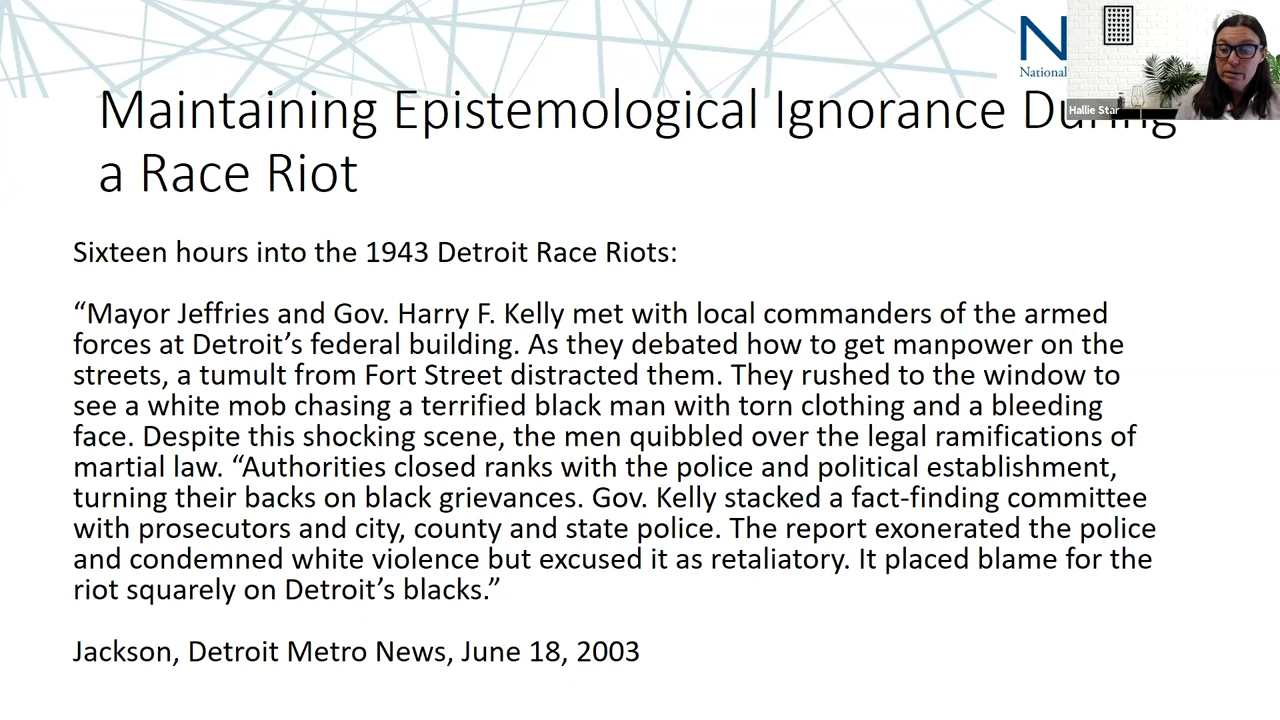 N
National
Hallie Star
Maintaining Epistemological Ignorance During
a Race Riot
Sixteen hours into the 1943 Detroit Race Riots:
“Mayor Jeffries and Gov. Harry F. Kelly met with local commanders of the armed
forces at Detroit’s federal building. As they debated how to get manpower on the
streets, a tumult from Fort Street distracted them. They rushed to the window to
see a white mob chasing a terrified black man with torn clothing and a bleeding
face. Despite this shocking scene, the men quibbled over the legal ramifications of
martial law. “Authorities closed ranks with the police and political establishment,
turning their backs on black grievances. Gov. Kelly stacked a fact-finding committee
with prosecutors and city, county and state police. The report exonerated the police
and condemned white violence but excused it as retaliatory. It placed blame for the
riot squarely on Detroit’s blacks.”
Jackson, Detroit Metro News, June 18, 2003